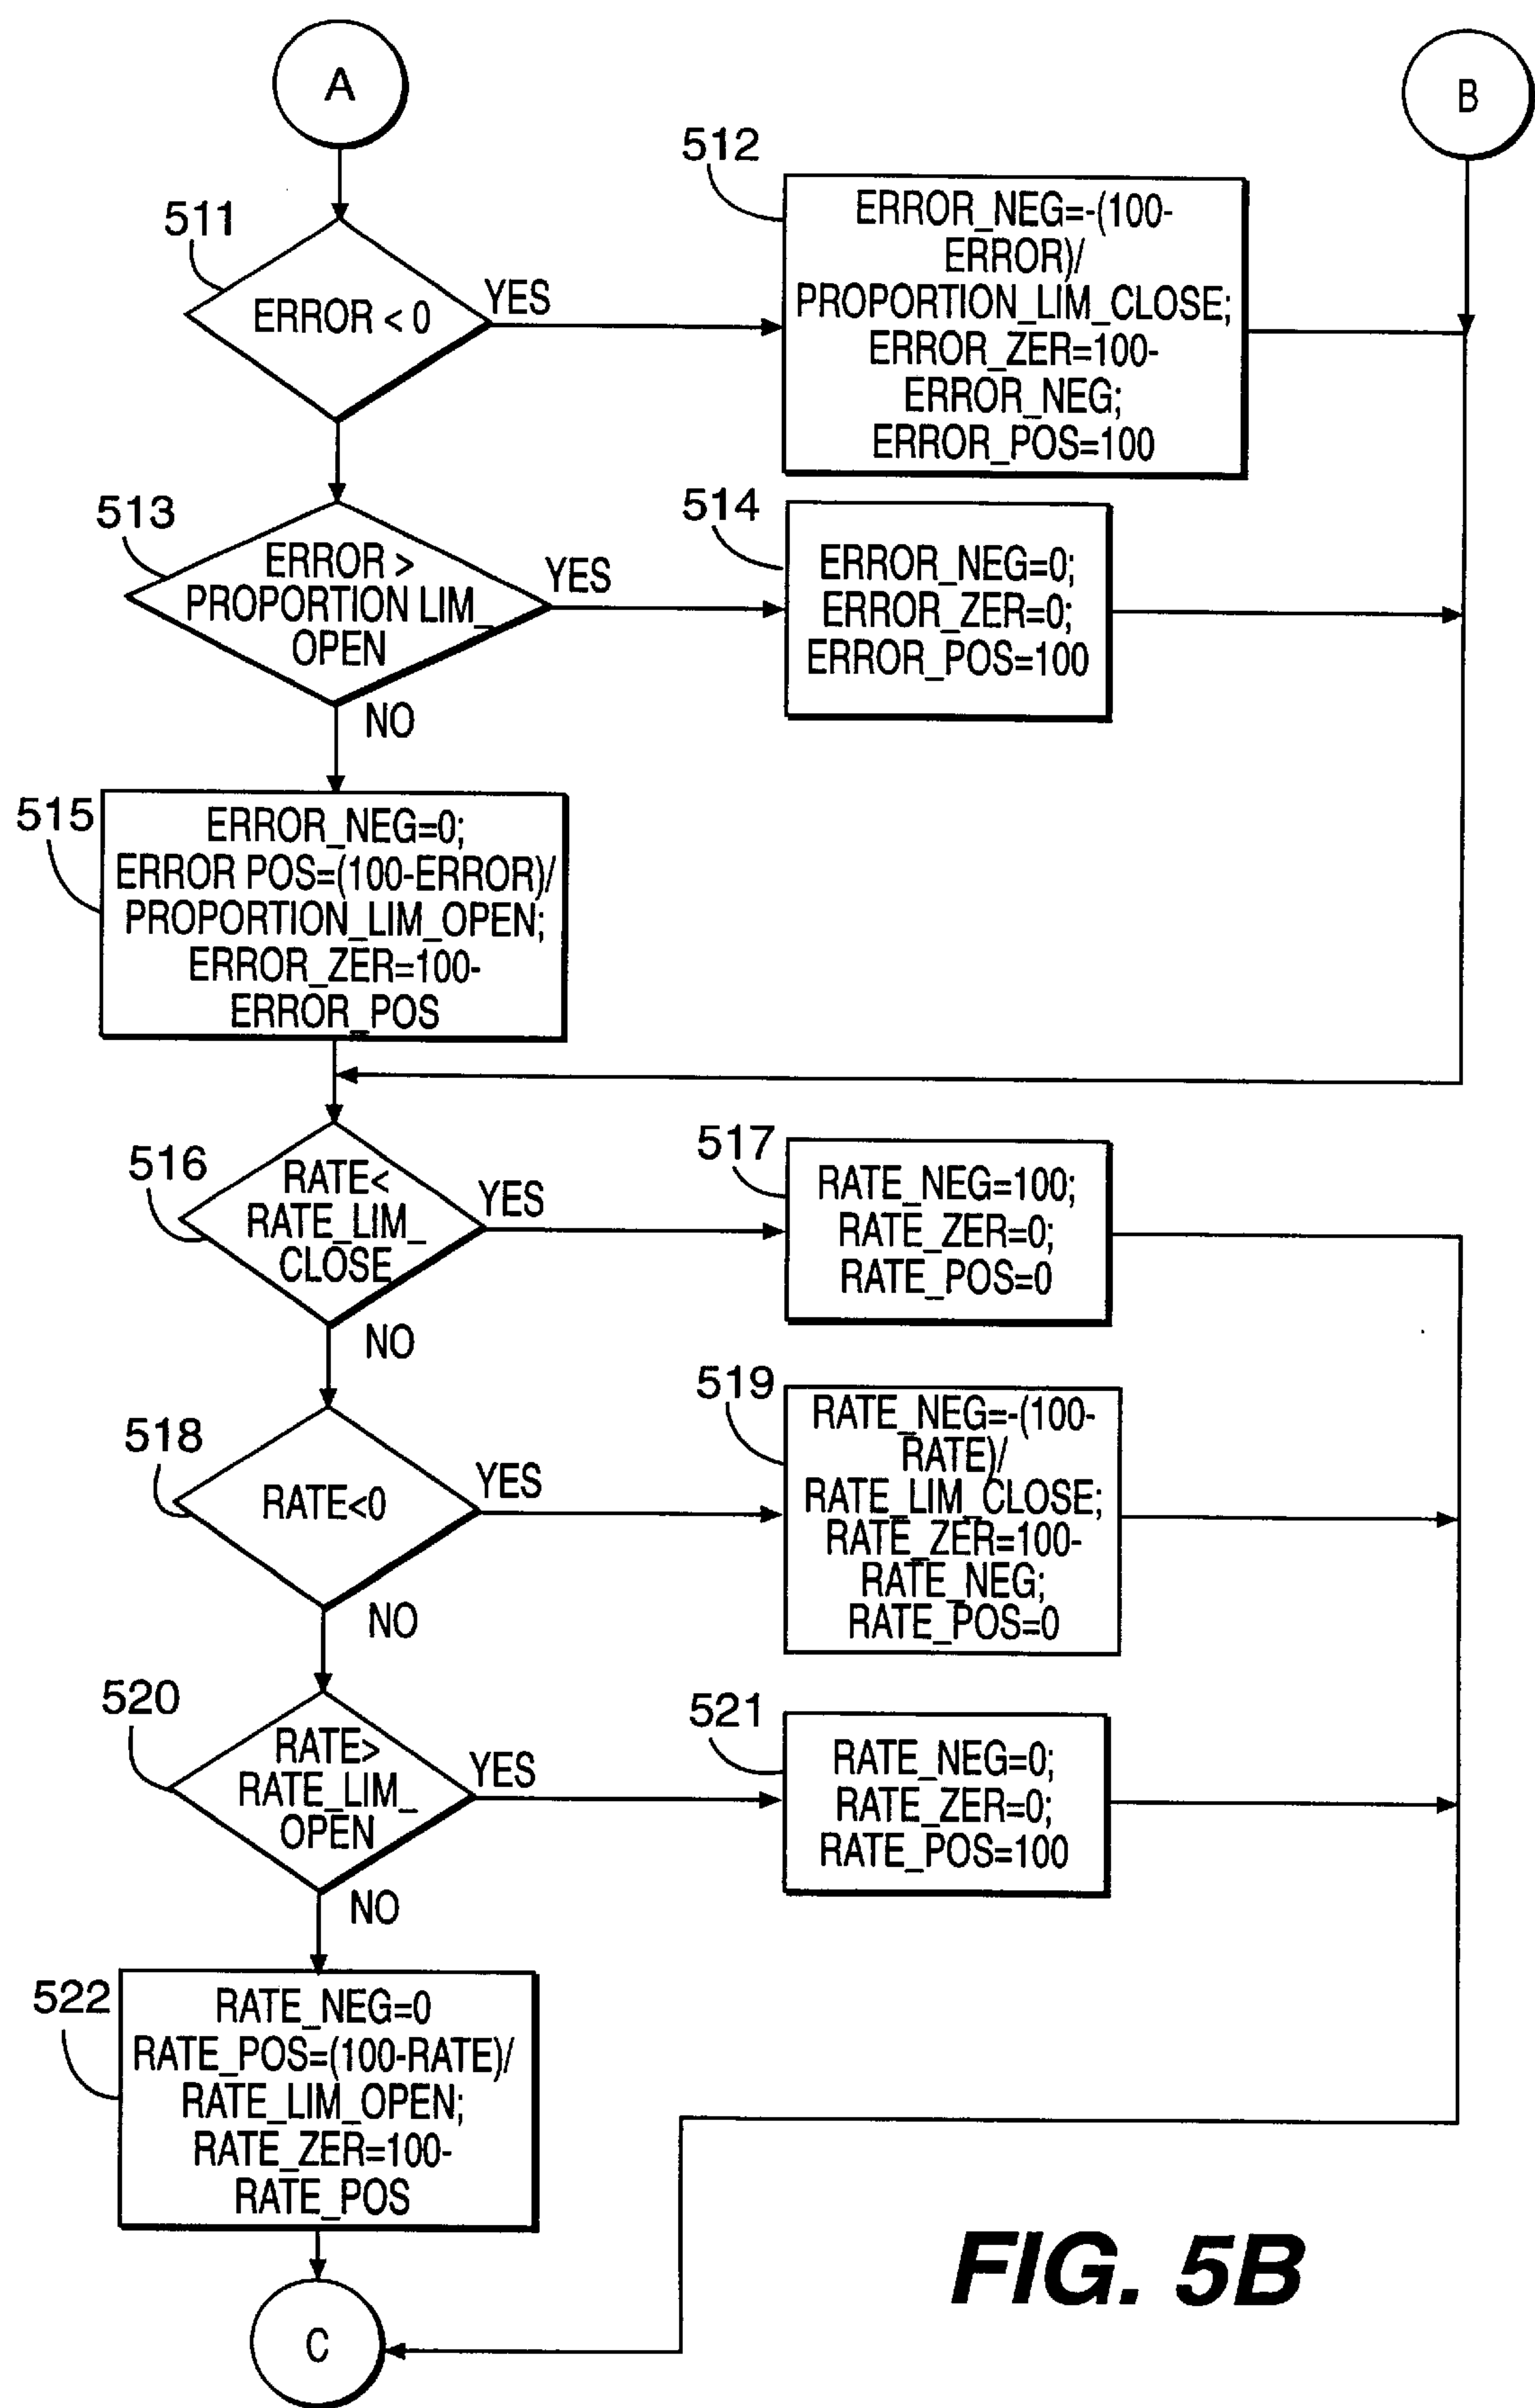 A
B
511
ERROR < 0
YES
512
ERROR_NEG=-(100-
ERROR)/
PROPORTION_LIM_CLOSE;
ERROR_ZER=100-
ERROR_NEG;
ERROR_POS=100
513
ERROR >
PROPORTION LIM_
OPEN
YES
NO
514
ERROR_NEG=0;
ERROR_ZER=0;
ERROR_POS=100
515
ERROR_NEG=0;
ERROR POS=(100-ERROR)/
PROPORTION_LIM_OPEN;
ERROR_ZER=100-
ERROR_POS
516
RATE<
RATE_LIM_
CLOSE
YES
NO
517
RATE_NEG=100;
RATE_ZER=0;
RATE_POS=0
518
RATE<0
YES
NO
519
RATE_NEG=-(100-
RATE)/
RATE_LIM_CLOSE;
RATE_ZER=100-
RATE_NEG;
RATE_POS=0
520
RATE>
RATE_LIM_
OPEN
YES
NO
521
RATE_NEG=0;
RATE_ZER=0;
RATE_POS=100
522
RATE_NEG=0
RATE_POS=(100-RATE)/
RATE_LIM_OPEN;
RATE_ZER=100-
RATE_POS
C
FIG. 5B